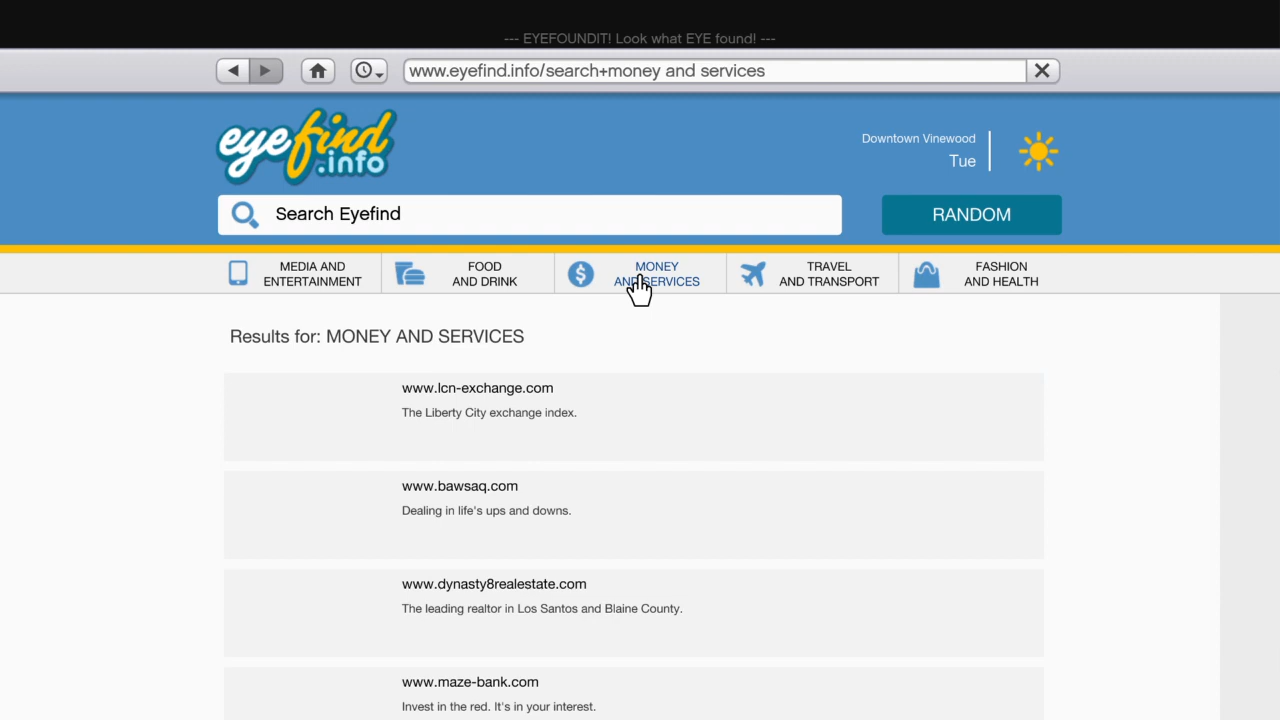 --- EYEFOUNDIT! Look what EYE found! ---
www.eyefind.info/search+money and services
eyefind
.info
Downtown Vinewood
Tue
Search Eyefind
RANDOM
MEDIA AND
ENTERTAINMENT
FOOD
AND DRINK
MONEY
AND SERVICES
TRAVEL
AND TRANSPORT
FASHION
AND HEALTH
Results for: MONEY AND SERVICES
www.lcn-exchange.com
The Liberty City exchange index.
www.bawsaq.com
Dealing in life's ups and downs.
www.dynasty8realestate.com
The leading realtor in Los Santos and Blaine County.
www.maze-bank.com
Invest in the red. It's in your interest.